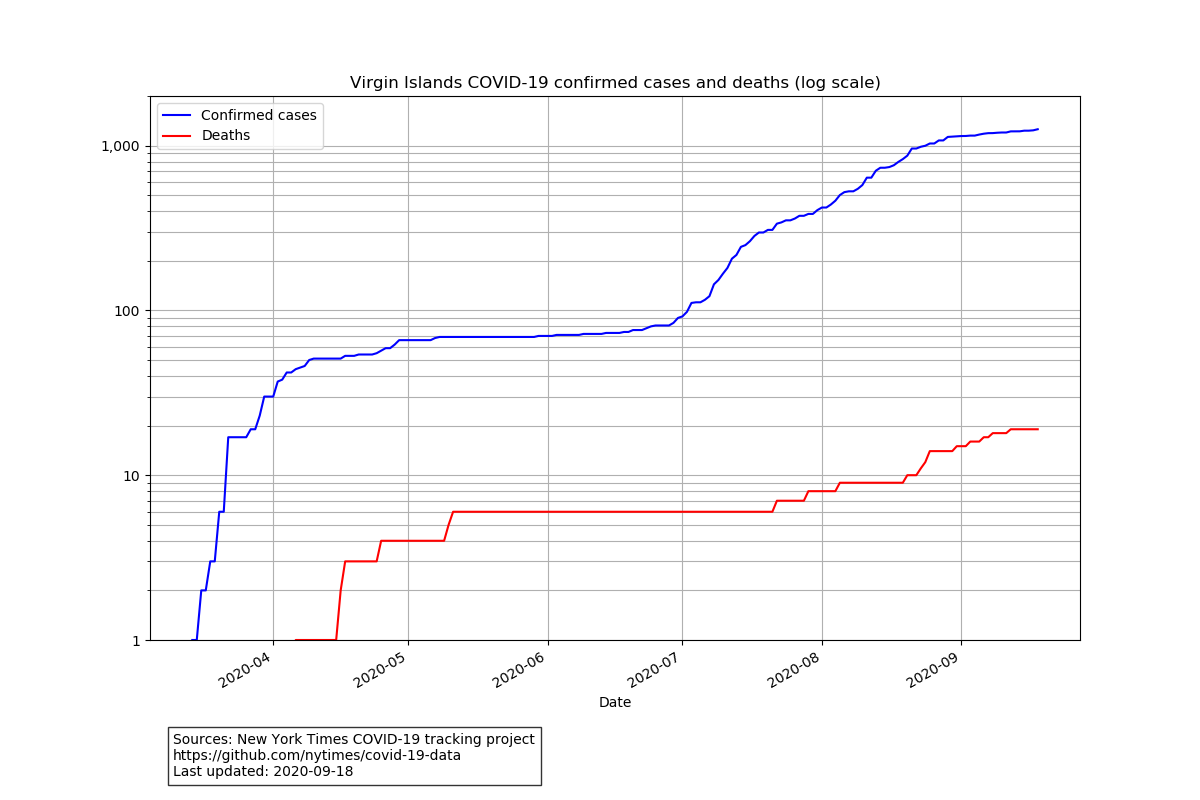 Virgin Islands COVID-19 confirmed cases and deaths (log scale)
Confirmed cases
Deaths
1,000
100
10
1
2020-04
2020-05
2020-06
2020-07
2020-08
2020-09
Date
Sources: New York Times COVID-19 tracking project
https://github.com/nytimes/covid-19-data
Last updated: 2020-09-18